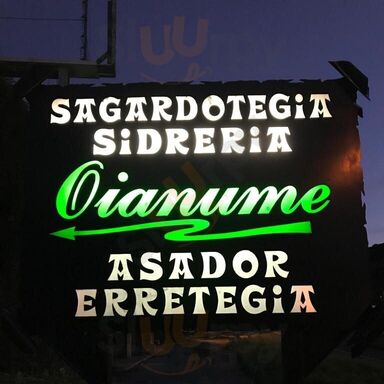 SAGARDOTEGiA
SiDRERiA
Oianume
ASADOR
ERRETEGiA